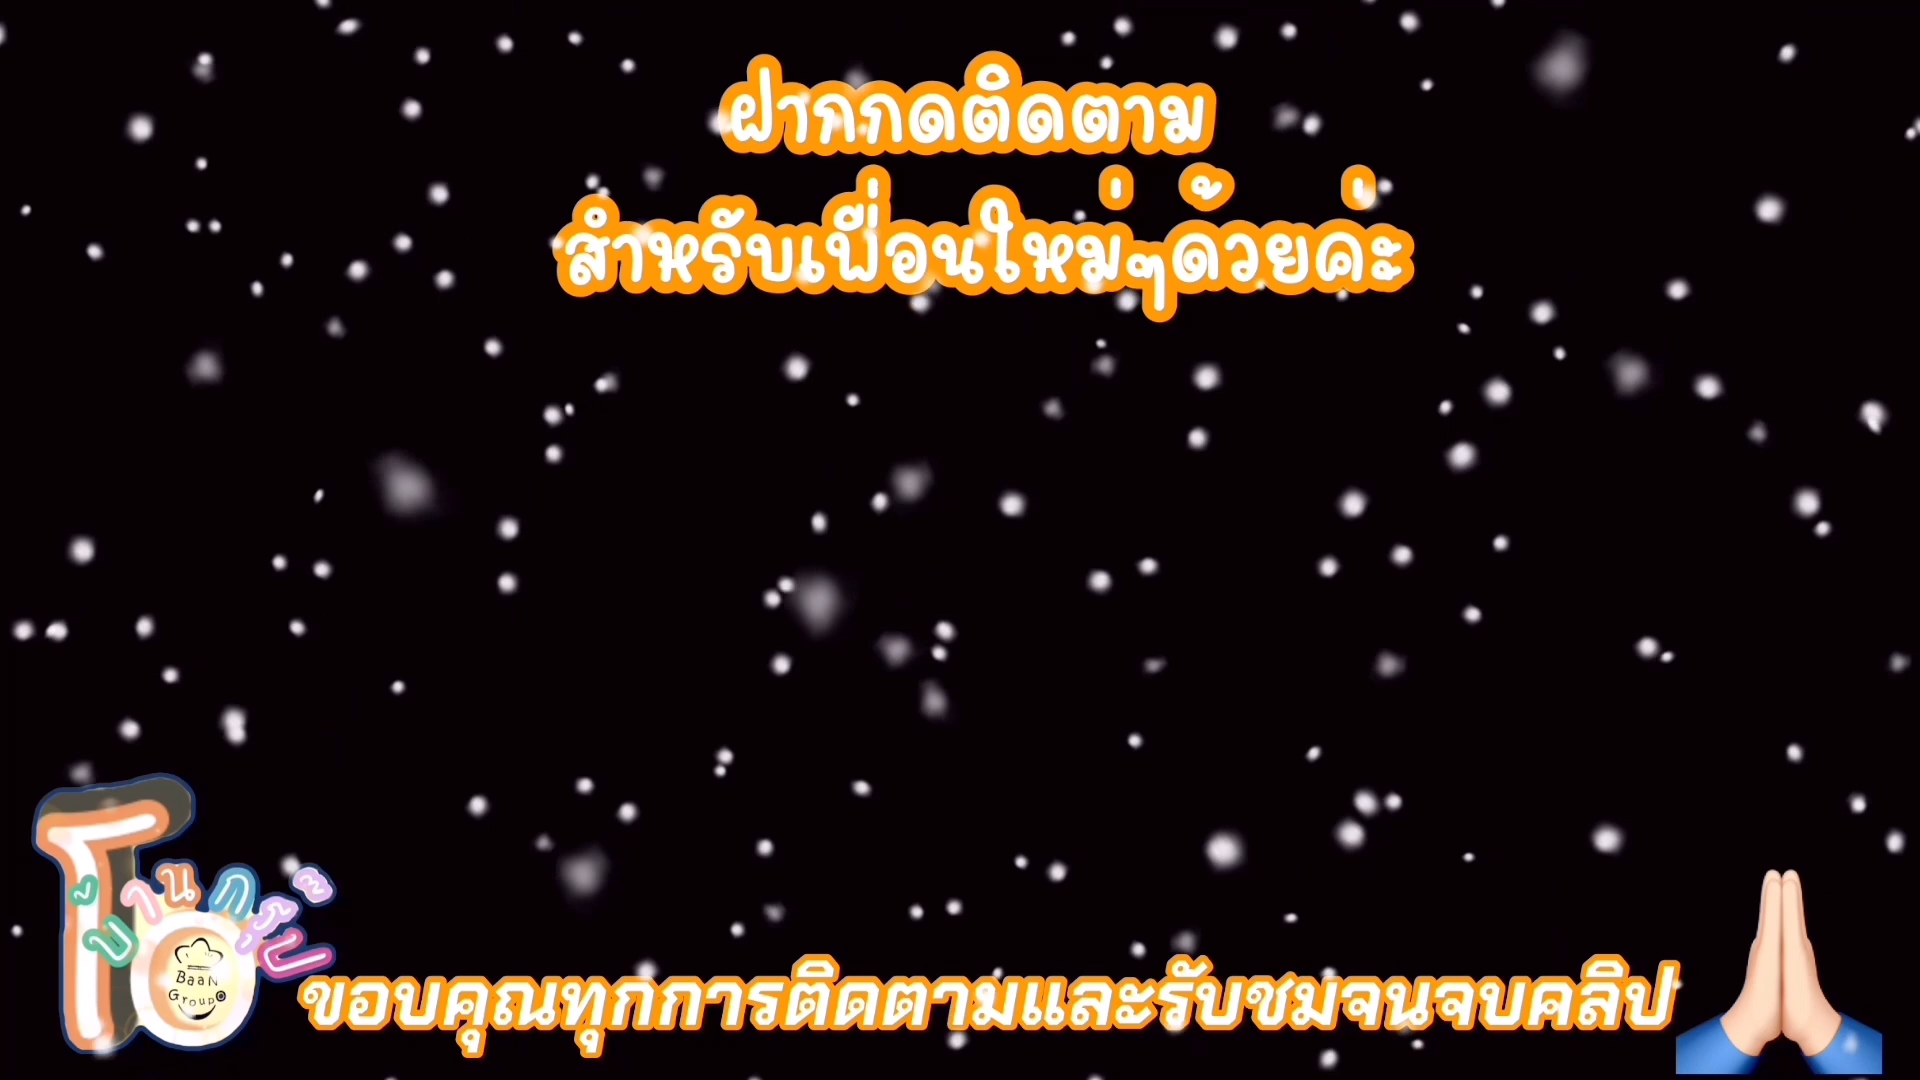 ฝากกดติดตาม
สำหรับเพื่อนใหม่ๆด้วยค่ะ
บ้านกรุ๊ป
BaaN
Group
ขอบคุณทุกการติดตามและรับชมจนจบคลิป